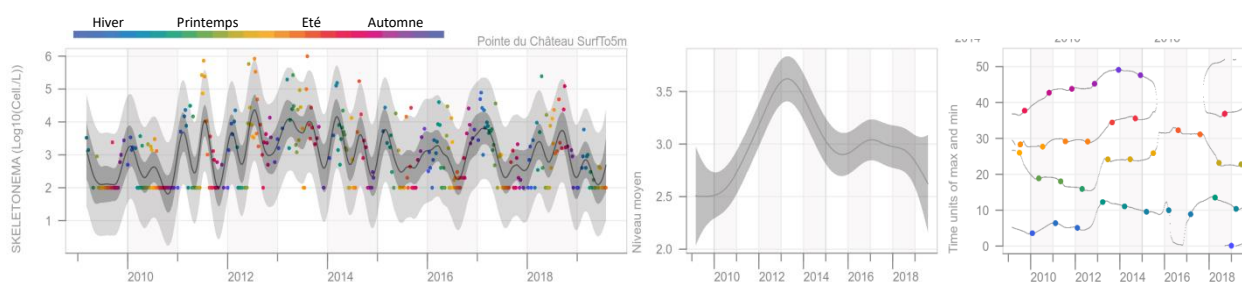 Hiver Printemps Eté Automne
Pointe du Château SurfTo5m
SKELETONEMA (Log10(Cell./L))
6
5
4
3
2
1
2010 2012 2014 2016 2018
Niveau moyen
3.5
3.0
2.5
2.0
2010 2012 2014 2016 2018
Time units of max and min
50
40
30
20
10
0
2010 2012 2014 2016 2018